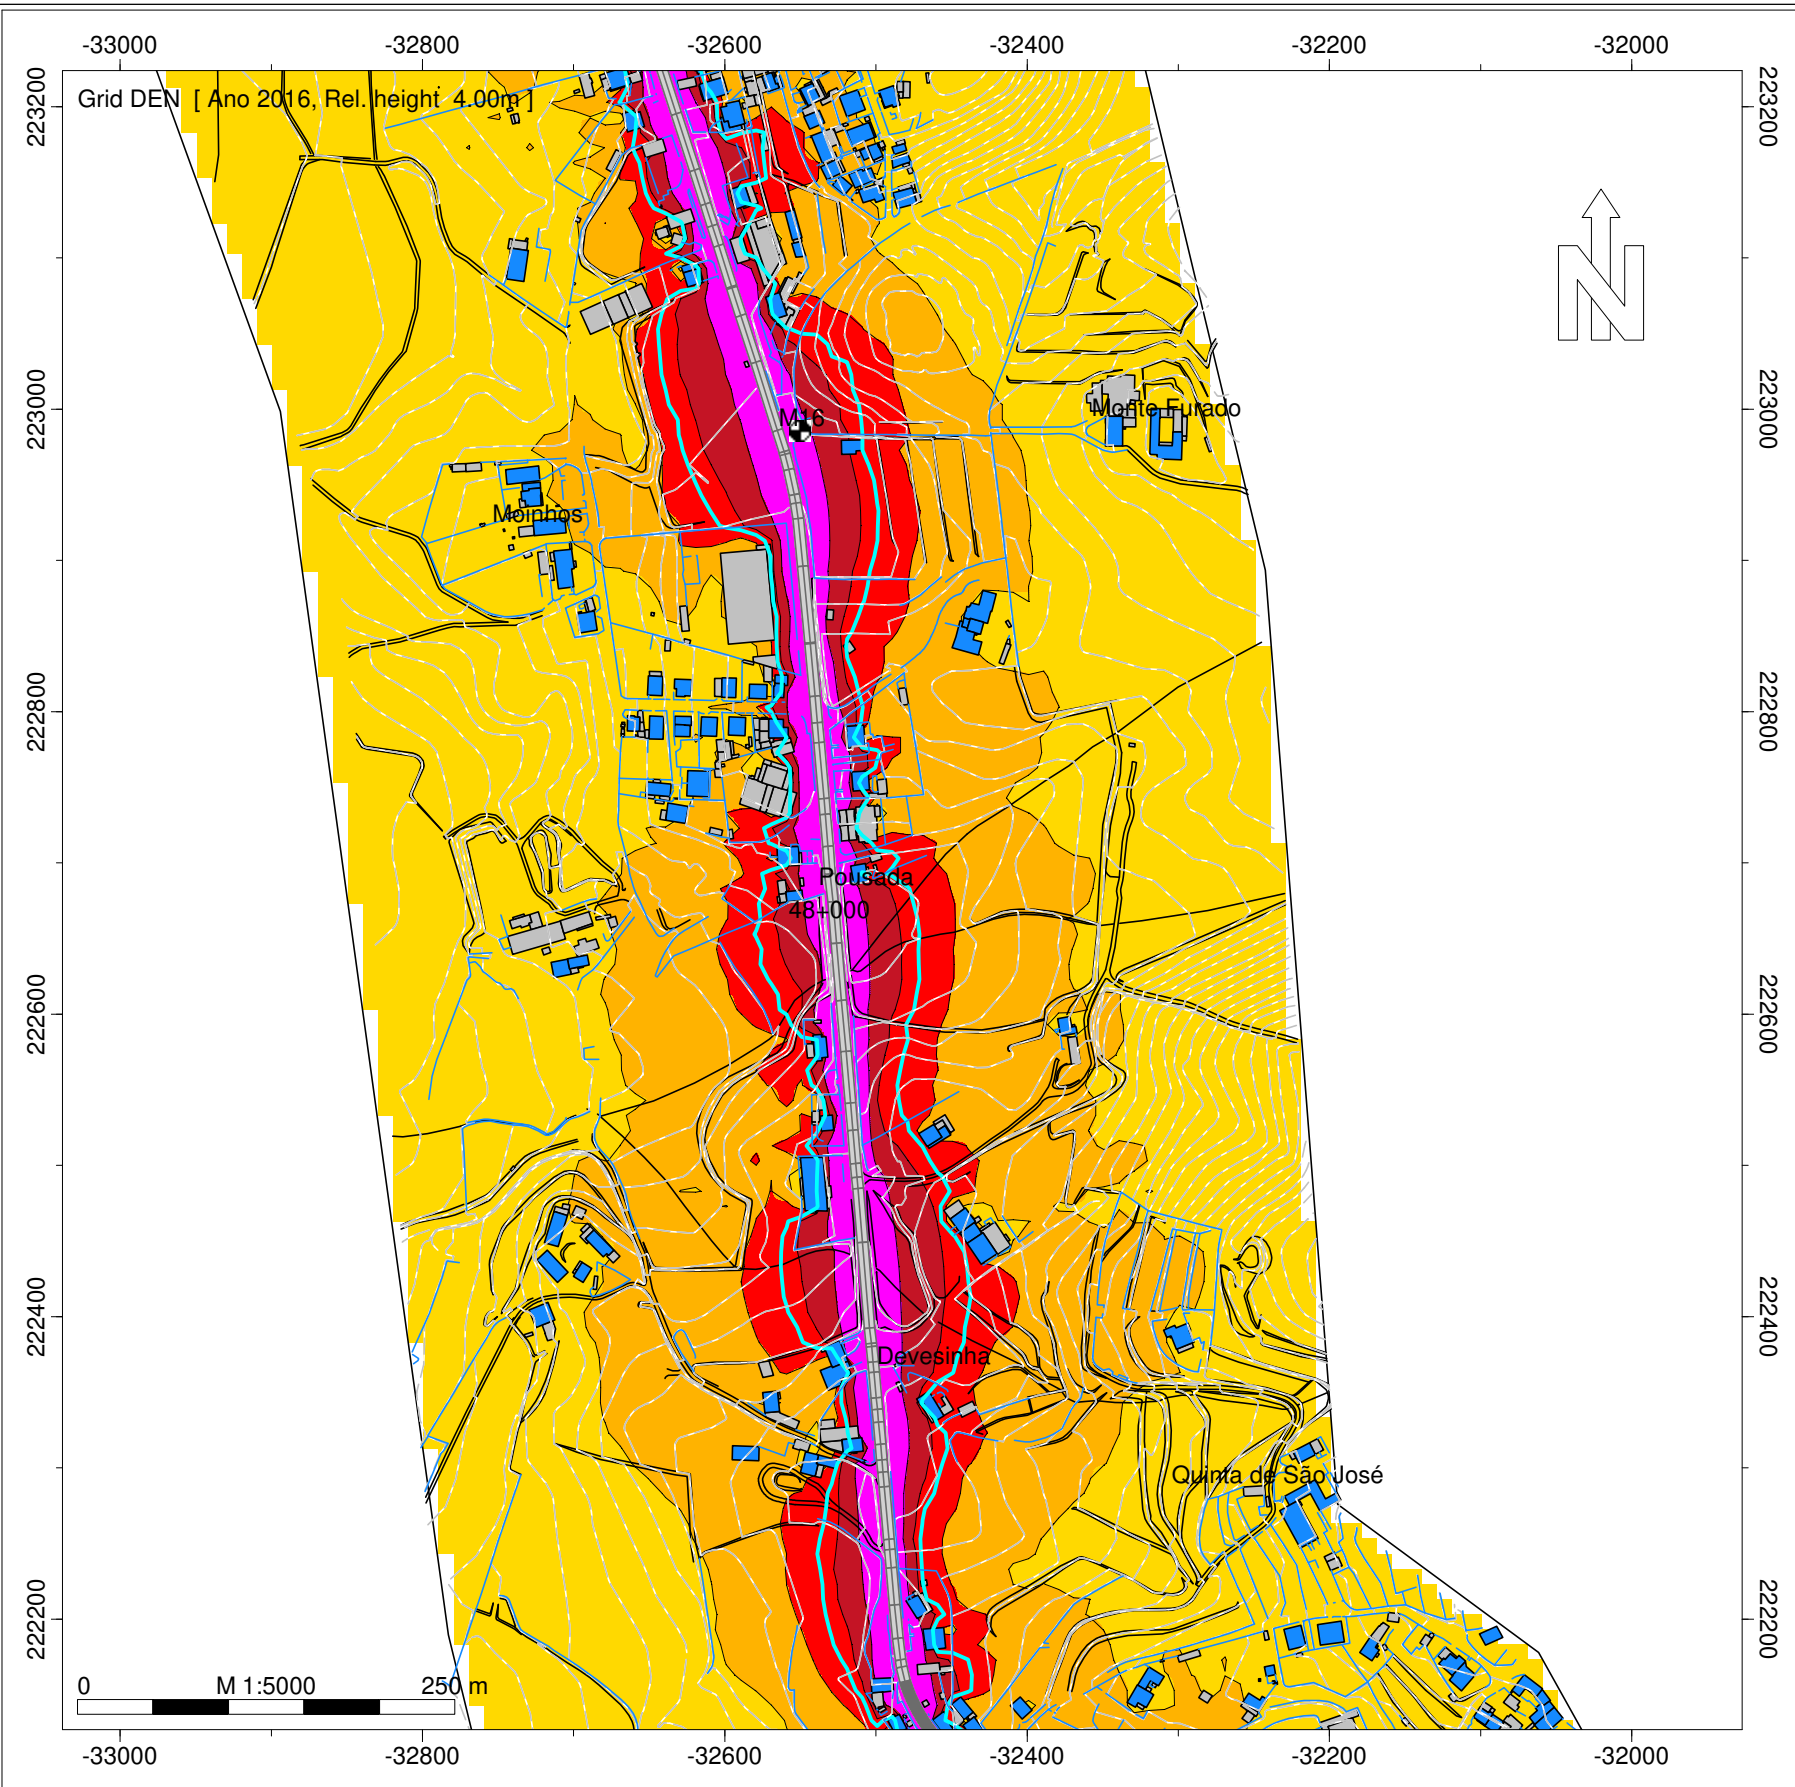 -33000 -32800 -32600 -32400 -32200 -32000
223200 223200
Grid DEN [ Ano 2016, Rel. height 4.00m ]
N
M16
Monte Furado
223000 223000
Moinhos
222800 222800
Pousada
48+000
222600 222600
222400 222400
Devesinha
Quinta de São José
222200 222200
0 M 1:5000 250 m
-33000 -32800 -32600 -32400 -32200 -32000